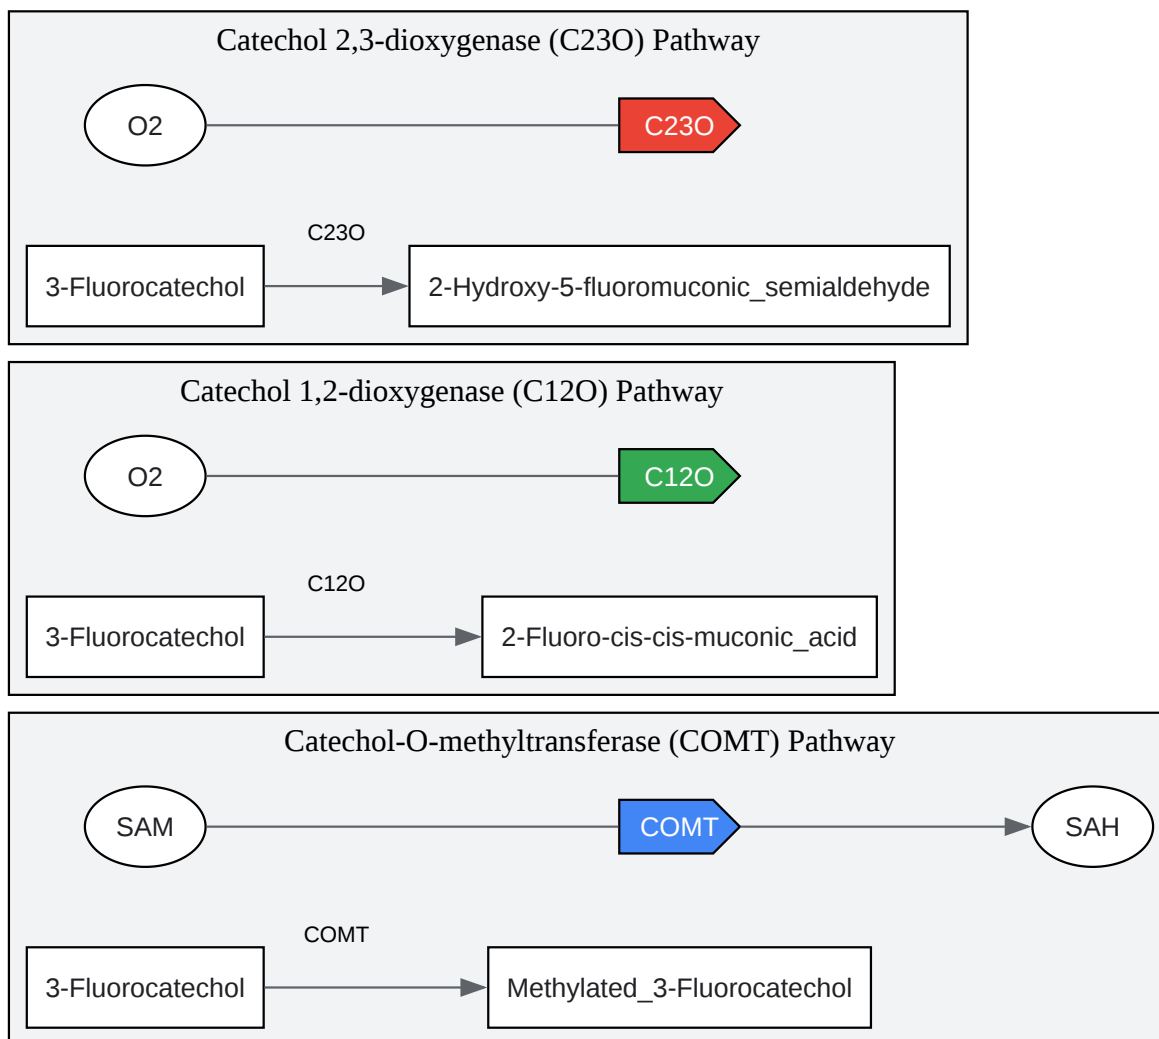 Catechol 2,3-dioxygenase (C23O) Pathway
O2
C23O
C23O
3-Fluorocatechol
2-Hydroxy-5-fluoromuconic_semialdehyde
Catechol 1,2-dioxygenase (C12O) Pathway
O2
C12O
C12O
3-Fluorocatechol
2-Fluoro-cis-cis-muconic_acid
Catechol-O-methyltransferase (COMT) Pathway
SAM
COMT
SAH
COMT
3-Fluorocatechol
Methylated_3-Fluorocatechol